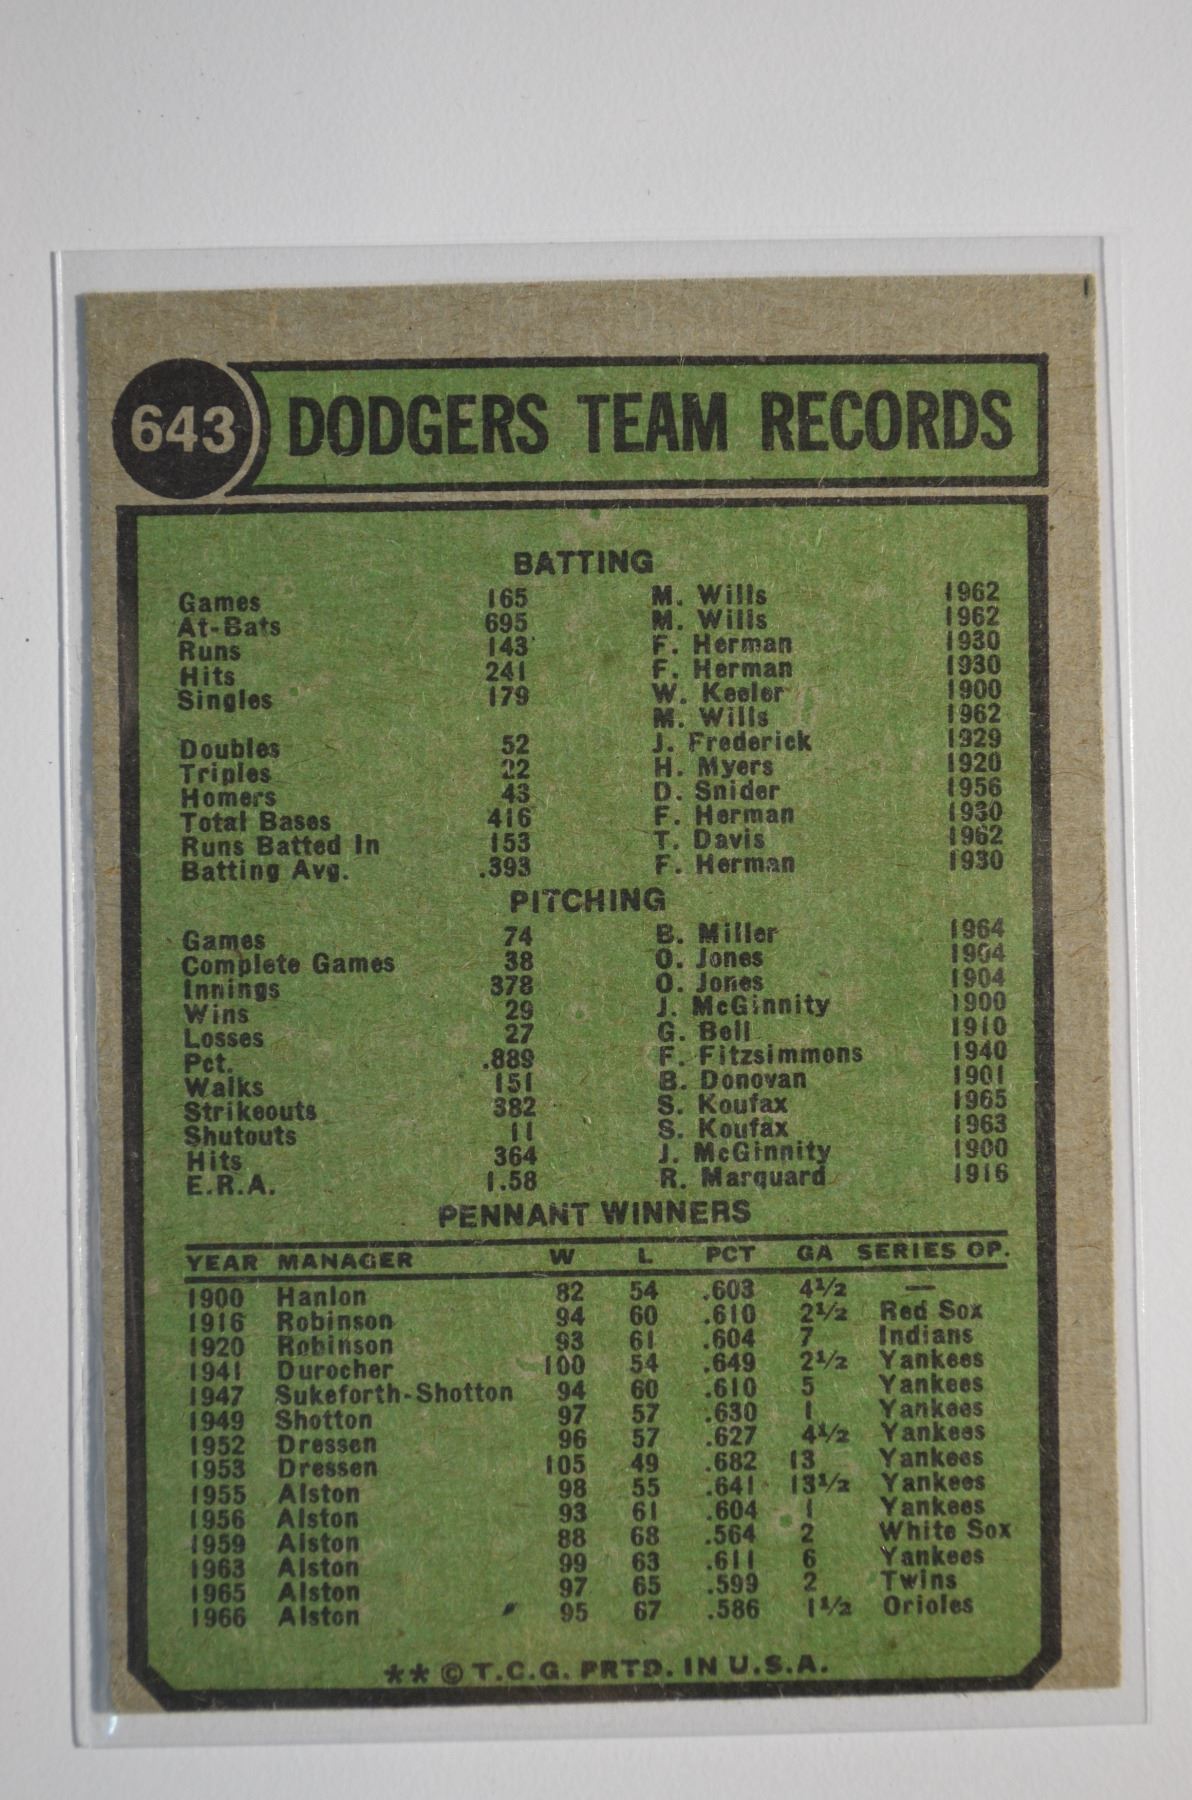 643 DODGERS TEAM RECORDS
BATTING
Games 165 M. Wills 1962
At-Bats 695 M. Wills 1962
Runs 143 F. Herman 1930
Hits 241 F. Herman 1930
Singles 179 W. Keeler 1900
M. Wills 1962
Doubles 52 J. Frederick 1929
Triples 22 H. Myers 1920
Homers 43 D. Snider 1956
Total Bases 416 F. Herman 1930
Runs Batted In 153 T. Davis 1962
Batting Avg. .393 F. Herman 1930
PITCHING
Games 74 B. Miller 1964
Complete Games 38 O. Jones 1904
Innings 378 O. Jones 1904
Wins 29 J. McGinnity 1900
Losses 27 G. Bell 1910
Pct. .889 F. Fitzsimmons 1940
Walks 151 B. Donovan 1901
Strikeouts 382 S. Koufax 1965
Shutouts 11 S. Koufax 1963
Hits 364 J. McGinnity 1900
E.R.A. 1.58 R. Marquard 1916
PENNANT WINNERS
YEAR MANAGER W L PCT GA SERIES OP.
1900 Hanlon 82 54 .603 4½ —
1916 Robinson 94 60 .610 2½ Red Sox
1920 Robinson 93 61 .604 7 Indians
1941 Durocher 100 54 .649 2½ Yankees
1947 Sukeforth-Shotton 94 60 .610 5 Yankees
1949 Shotton 97 57 .630 1 Yankees
1952 Dressen 96 57 .627 4½ Yankees
1953 Dressen 105 49 .682 13 Yankees
1955 Alston 98 55 .641 13½ Yankees
1956 Alston 93 61 .604 1 Yankees
1959 Alston 88 68 .564 2 White Sox
1963 Alston 99 63 .611 6 Yankees
1965 Alston 97 65 .599 2 Twins
1966 Alston 95 67 .586 1½ Orioles
** © T.C.G. PRTD. IN U.S.A.